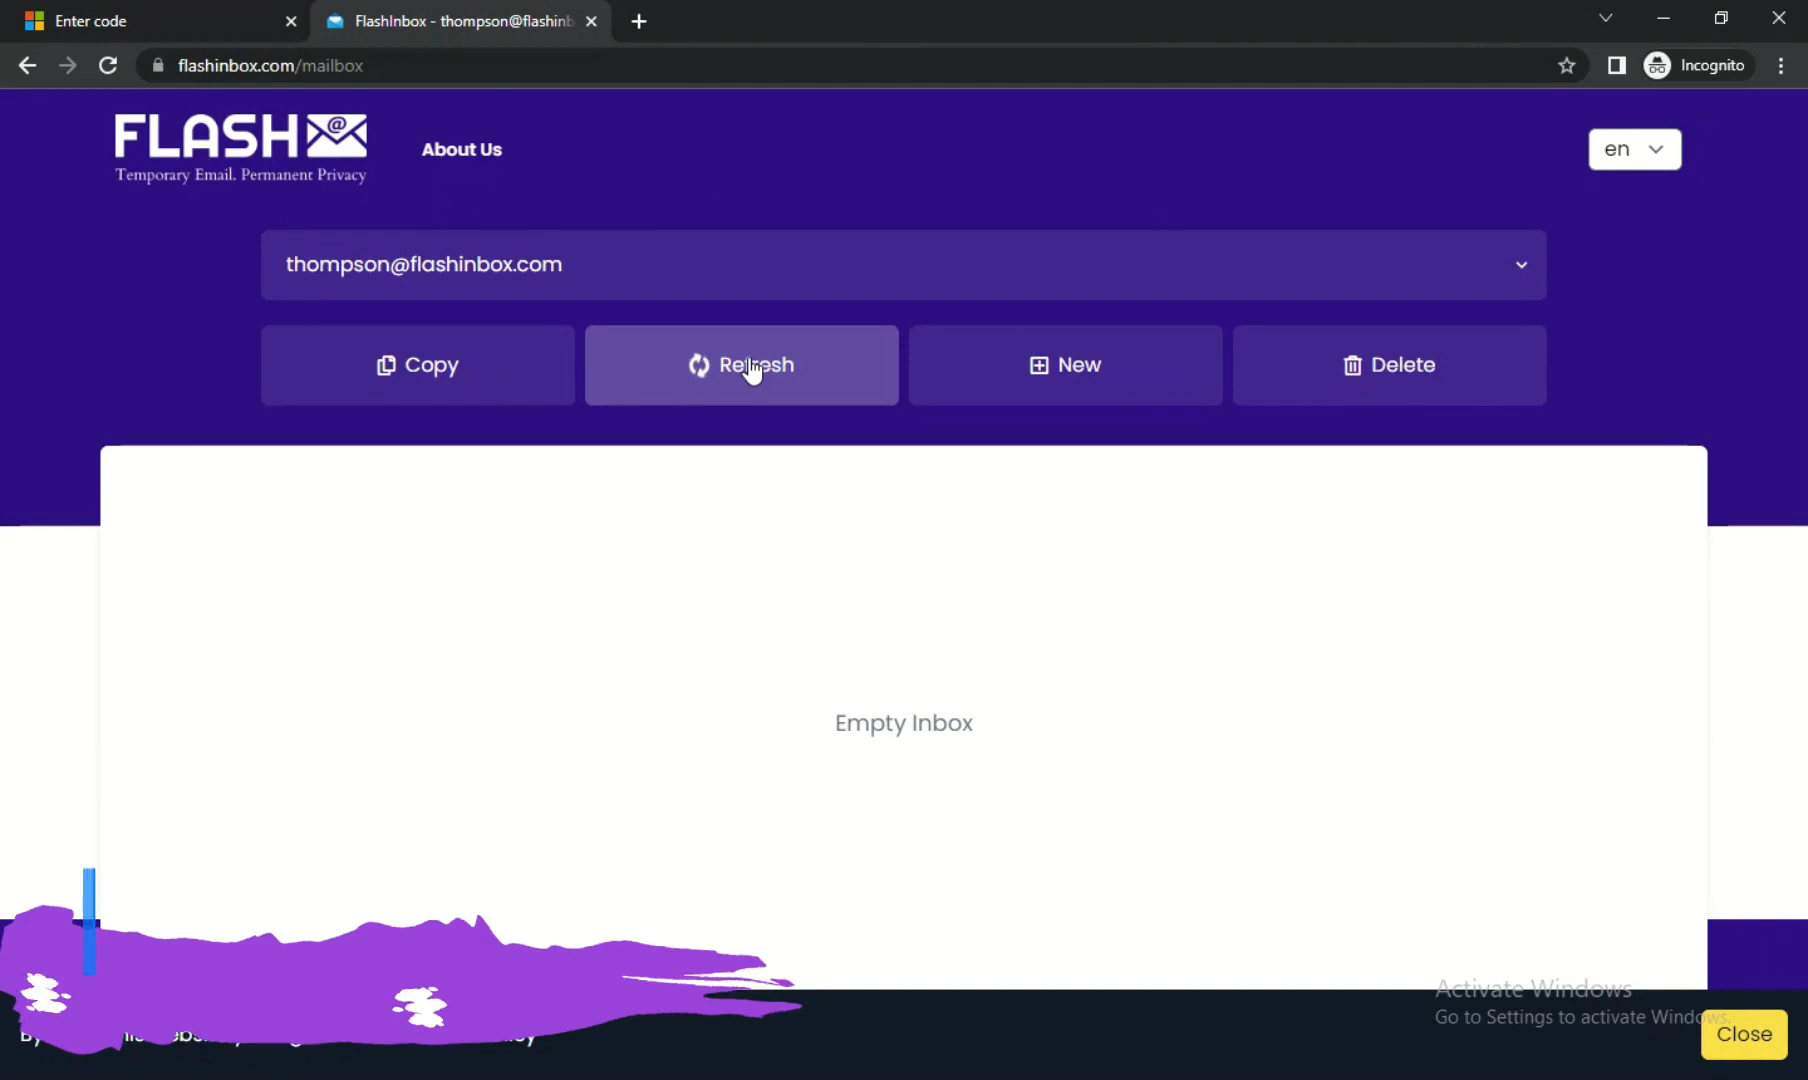 Enter code
FlashInbox - thompson@flashinb
flashinbox.com/mailbox
Incognito
FLASH @
Temporary Email. Permanent Privacy
About Us
en
thompson@flashinbox.com
Copy
Refresh
New
Delete
Empty Inbox
Activate Windows
Go to Settings to activate Windows.
By
Close